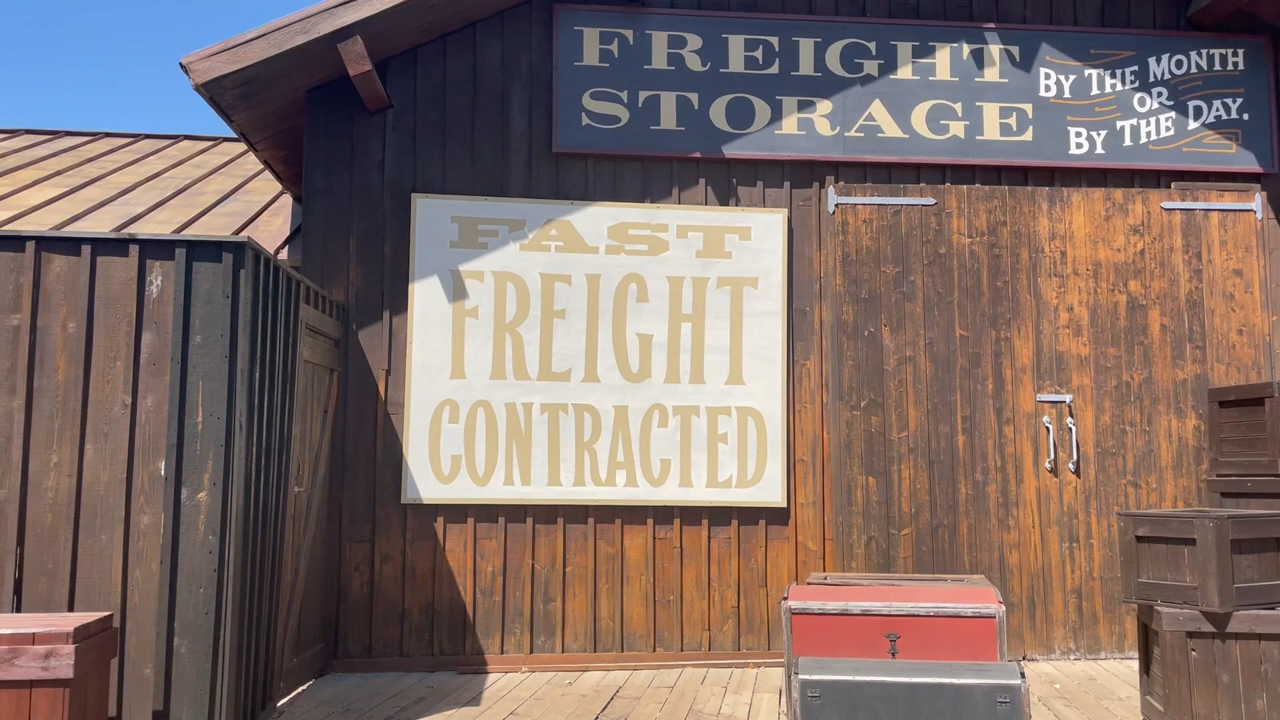 FREIGHT
STORAGE
BY THE MONTH
OR
BY THE DAY.
FAST
FREIGHT
CONTRACTED